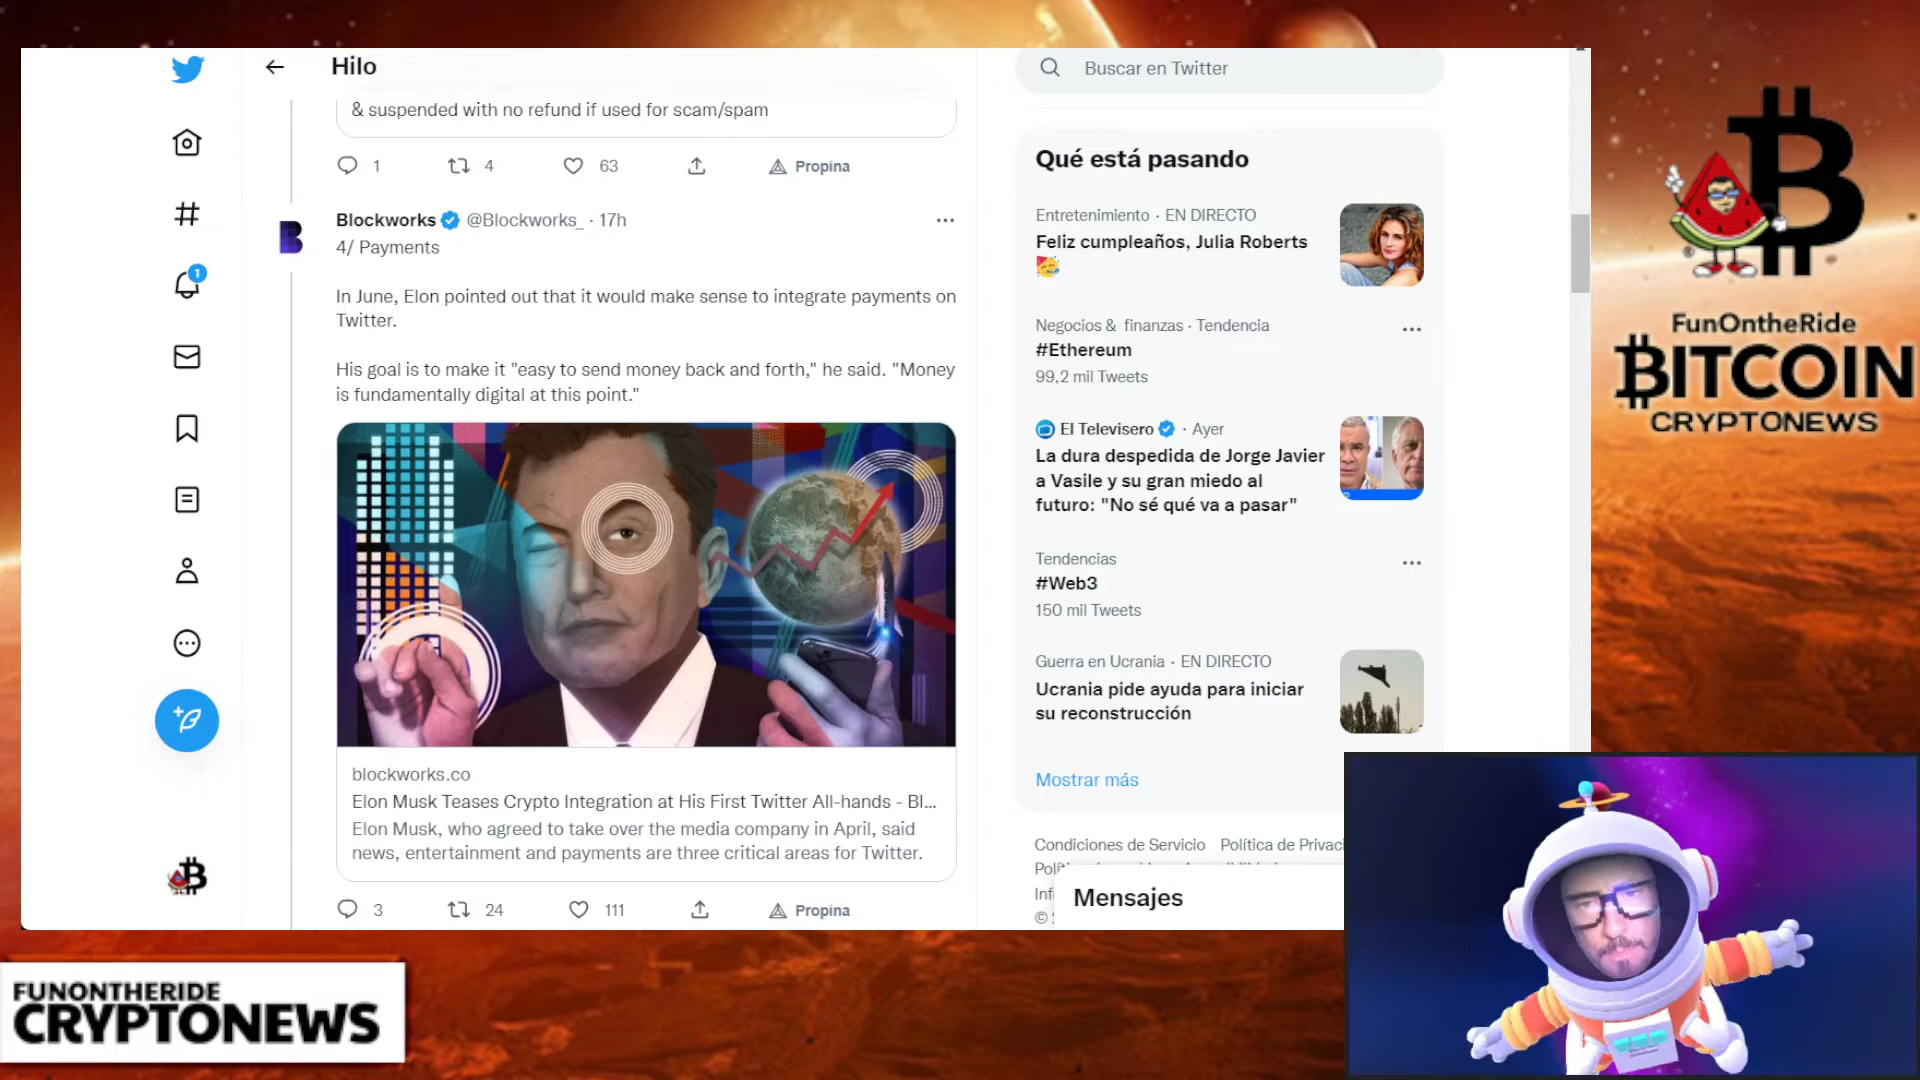 Hilo
& suspended with no refund if used for scam/spam
1 4 63 Propina
Blockworks @Blockworks_ · 17h
4/ Payments
In June, Elon pointed out that it would make sense to integrate payments on
Twitter.
His goal is to make it "easy to send money back and forth," he said. "Money
is fundamentally digital at this point."
blockworks.co
Elon Musk Teases Crypto Integration at His First Twitter All-hands - Bl...
Elon Musk, who agreed to take over the media company in April, said
news, entertainment and payments are three critical areas for Twitter.
3 24 111 Propina
1
Buscar en Twitter
Qué está pasando
Entretenimiento · EN DIRECTO
Feliz cumpleaños, Julia Roberts
Negocios & finanzas · Tendencia
#Ethereum
99,2 mil Tweets
El Televisero · Ayer
La dura despedida de Jorge Javier
a Vasile y su gran miedo al
futuro: "No sé qué va a pasar"
Tendencias
#Web3
150 mil Tweets
Guerra en Ucrania · EN DIRECTO
Ucrania pide ayuda para iniciar
su reconstrucción
Mostrar más
Condiciones de Servicio Política de Privaci
Mensajes
FunOntheRide
BITCOIN
CRYPTONEWS
FUNONTHERIDE
CRYPTONEWS